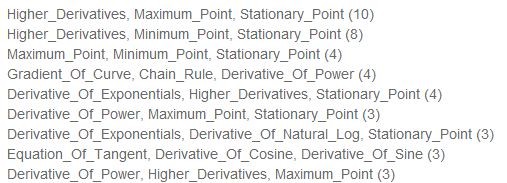 Higher_Derivatives, Maximum_Point, Stationary_Point (10)
Higher_Derivatives, Minimum_Point, Stationary_Point (8)
Maximum_Point, Minimum_Point, Stationary_Point (4)
Gradient_Of_Curve, Chain_Rule, Derivative_Of_Power (4)
Derivative_Of_Exponentials, Higher_Derivatives, Stationary_Point (4)
Derivative_Of_Power, Maximum_Point, Stationary_Point (3)
Derivative_Of_Exponentials, Derivative_Of_Natural_Log, Stationary_Point (3)
Equation_Of_Tangent, Derivative_Of_Cosine, Derivative_Of_Sine (3)
Derivative_Of_Power, Higher_Derivatives, Maximum_Point (3)